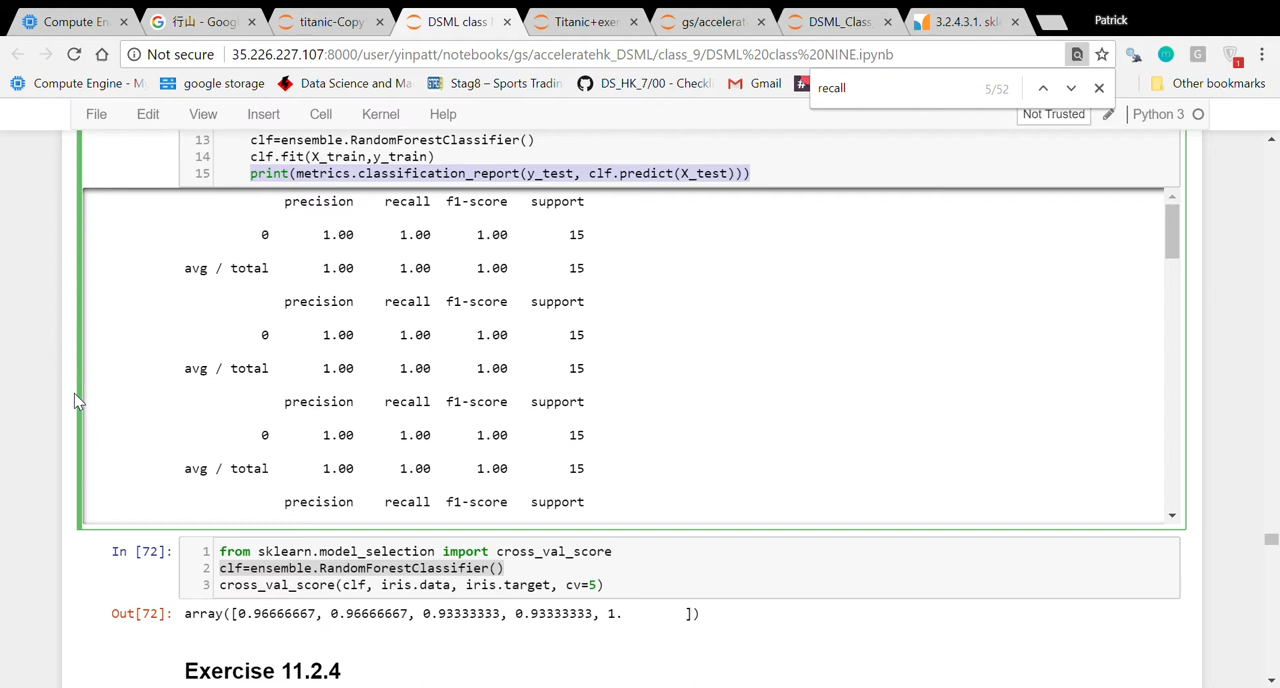 Compute En
行山 - Goog
titanic-Copy
DSML class N
Titanic+exer
gs/accelerat
DSML_Class
3.2.4.3.1. skl
Patrick
Not secure
35.226.227.107:8000/user/yinpatt/notebooks/gs/acceleratehk_DSML/class_9/DSML%20class%20NINE.ipynb
Compute Engine - My
google storage
Data Science and Ma
Stag8 – Sports Tradin
DS_HK_7/00 - Checkli
Gmail
Other bookmarks
recall 5/52
File Edit View Insert Cell Kernel Help
Not Trusted
Python 3
13 clf=ensemble.RandomForestClassifier()
14 clf.fit(X_train,y_train)
15 print(metrics.classification_report(y_test, clf.predict(X_test)))
precision recall f1-score support
0 1.00 1.00 1.00 15
avg / total 1.00 1.00 1.00 15
precision recall f1-score support
0 1.00 1.00 1.00 15
avg / total 1.00 1.00 1.00 15
precision recall f1-score support
0 1.00 1.00 1.00 15
avg / total 1.00 1.00 1.00 15
precision recall f1-score support
In [72]: 1 from sklearn.model_selection import cross_val_score
2 clf=ensemble.RandomForestClassifier()
3 cross_val_score(clf, iris.data, iris.target, cv=5)
Out[72]: array([0.96666667, 0.96666667, 0.93333333, 0.93333333, 1. ])
Exercise 11.2.4